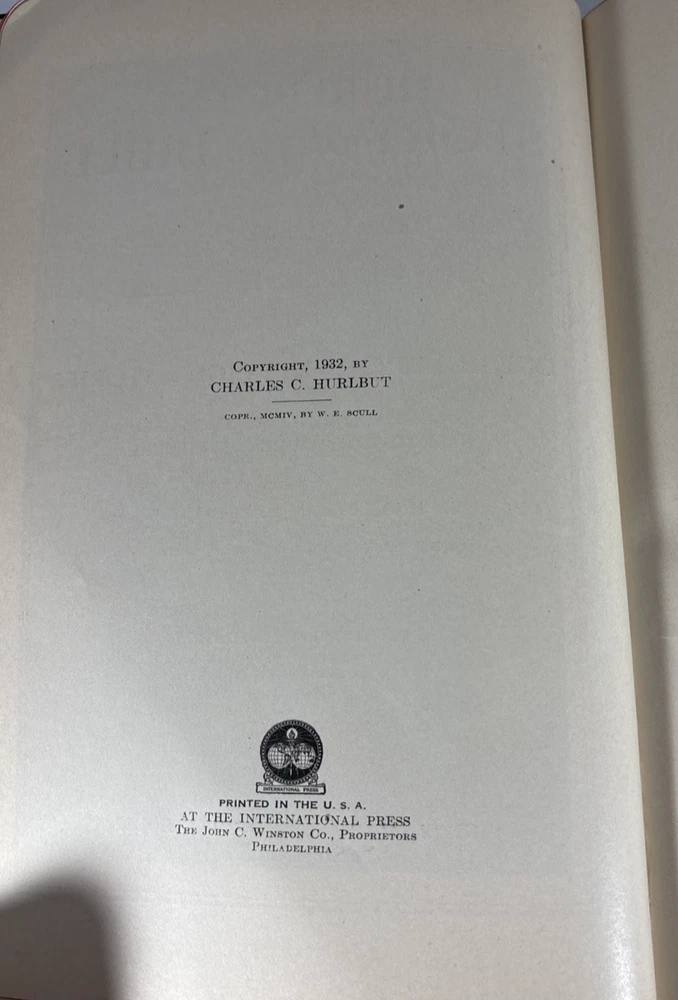 COPYRIGHT, 1932, BY
CHARLES C. HURLBUT
COPR., MCMIV, BY W. E. SCULL
INTERNATIONAL PRESS
PRINTED IN THE U. S. A.
AT THE INTERNATIONAL PRESS
THE JOHN C. WINSTON CO., PROPRIETORS
PHILADELPHIA